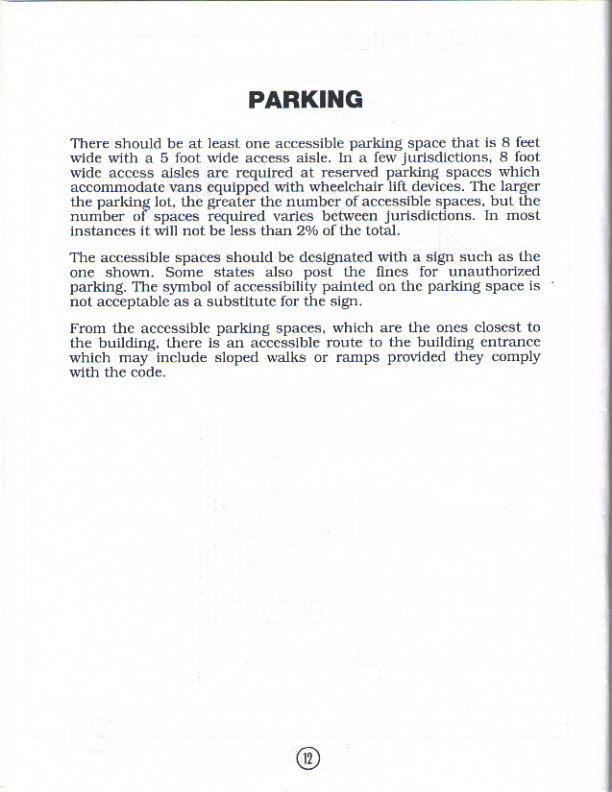 PARKING
There should be at least one accessible parking space that is 8 feet
wide with a 5 foot wide access aisle. In a few jurisdictions, 8 foot
wide access aisles are required at reserved parking spaces which
accommodate vans equipped with wheelchair lift devices. The larger
the parking lot, the greater the number of accessible spaces, but the
number of spaces required varies between jurisdictions. In most
instances it will not be less than 2% of the total.
The accessible spaces should be designated with a sign such as the
one shown. Some states also post the fines for unauthorized
parking. The symbol of accessibility painted on the parking space is
not acceptable as a substitute for the sign.
From the accessible parking spaces, which are the ones closest to
the building, there is an accessible route to the building entrance
which may include sloped walks or ramps provided they comply
with the code.
12